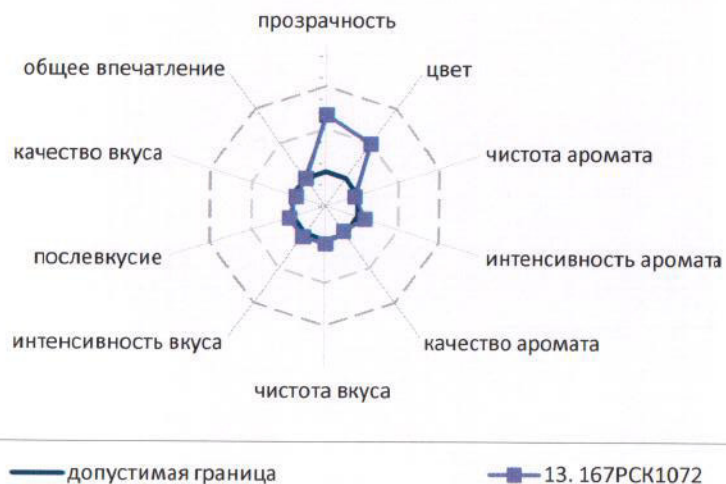 прозрачность
общее впечатление
цвет
качество вкуса
чистота аромата
послевкусие
интенсивность аромата
интенсивность вкуса
качество аромата
чистота вкуса
допустимая граница
13. 167РСК1072